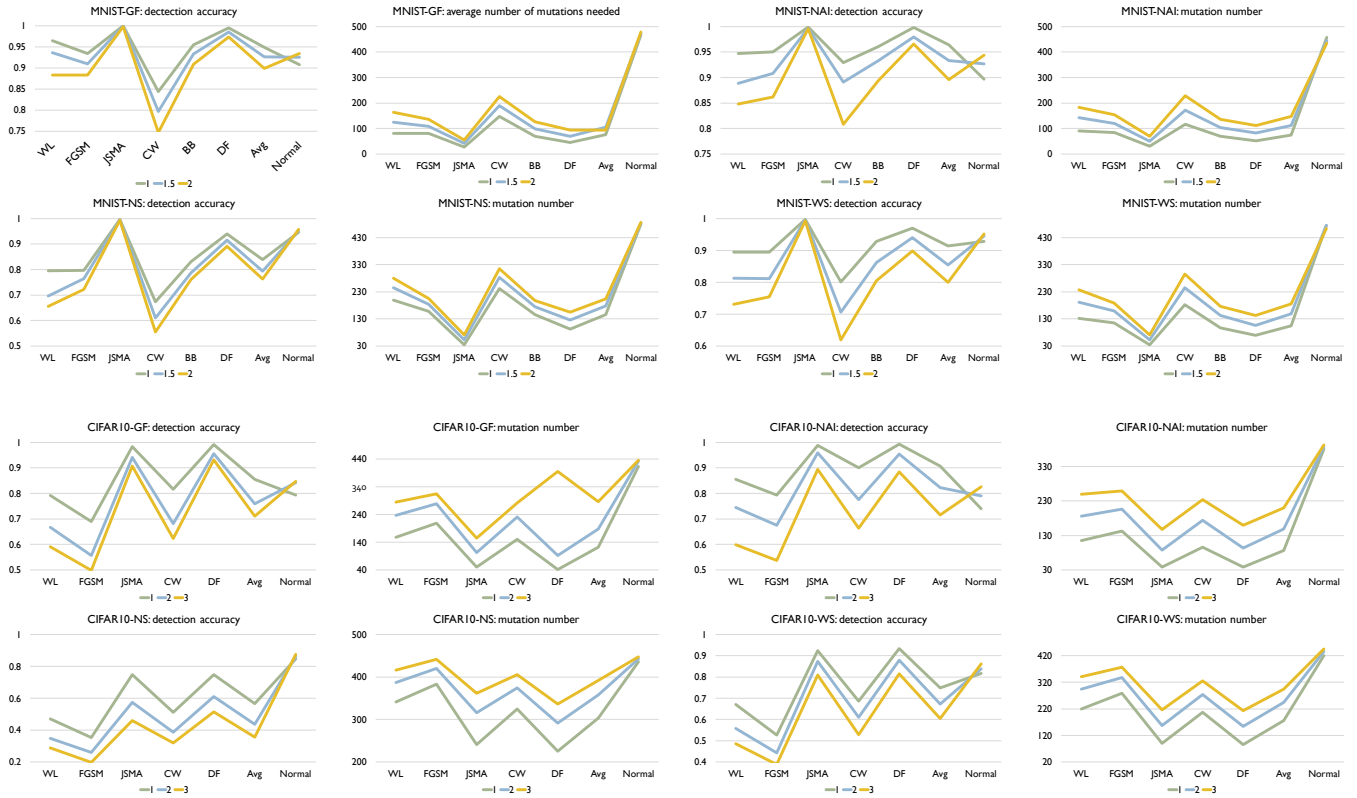 MNIST-GF: dectection accuracy
1
0.95
0.9
0.85
0.8
0.75
WL FGSM JSMA CW BB DF Avg Normal
1 1.5 2
MNIST-GF: average number of mutations needed
500
400
300
200
100
0
WL FGSM JSMA CW BB DF Avg Normal
1 1.5 2
MNIST-NAI: detection accuracy
1
0.95
0.9
0.85
0.8
0.75
WL FGSM JSMA CW BB DF Avg Normal
1 1.5 2
MNIST-NAI: mutation number
500
400
300
200
100
0
WL FGSM JSMA CW BB DF Avg Normal
1 1.5 2
MNIST-NS: detection accuracy
1
0.9
0.8
0.7
0.6
0.5
WL FGSM JSMA CW BB DF Avg Normal
1 1.5 2
MNIST-NS: mutation number
430
330
230
130
30
WL FGSM JSMA CW BB DF Avg Normal
1 1.5 2
MNIST-WS: detection accuracy
1
0.9
0.8
0.7
0.6
WL FGSM JSMA CW BB DF Avg Normal
1 1.5 2
MNIST-WS: mutation number
430
330
230
130
30
WL FGSM JSMA CW BB DF Avg Normal
1 1.5 2
CIFAR10-GF: detection accuracy
1
0.9
0.8
0.7
0.6
0.5
WL FGSM JSMA CW DF Avg Normal
1 2 3
CIFAR10-GF: mutation number
440
340
240
140
40
WL FGSM JSMA CW DF Avg Normal
1 2 3
CIFAR10-NAI: detection accuracy
1
0.9
0.8
0.7
0.6
0.5
WL FGSM JSMA CW DF Avg Normal
1 2 3
CIFAR10-NAI: mutation number
330
230
130
30
WL FGSM JSMA CW DF Avg Normal
1 2 3
CIFAR10-NS: detection accuracy
1
0.8
0.6
0.4
0.2
WL FGSM JSMA CW DF Avg Normal
1 2 3
CIFAR10-NS: mutation number
500
400
300
200
WL FGSM JSMA CW DF Avg Normal
1 2 3
CIFAR10-WS: detection accuracy
1
0.9
0.8
0.7
0.6
0.5
0.4
WL FGSM JSMA CW DF Avg Normal
1 2 3
CIFAR10-WS: mutation number
420
320
220
120
20
WL FGSM JSMA CW DF Avg Normal
1 2 3